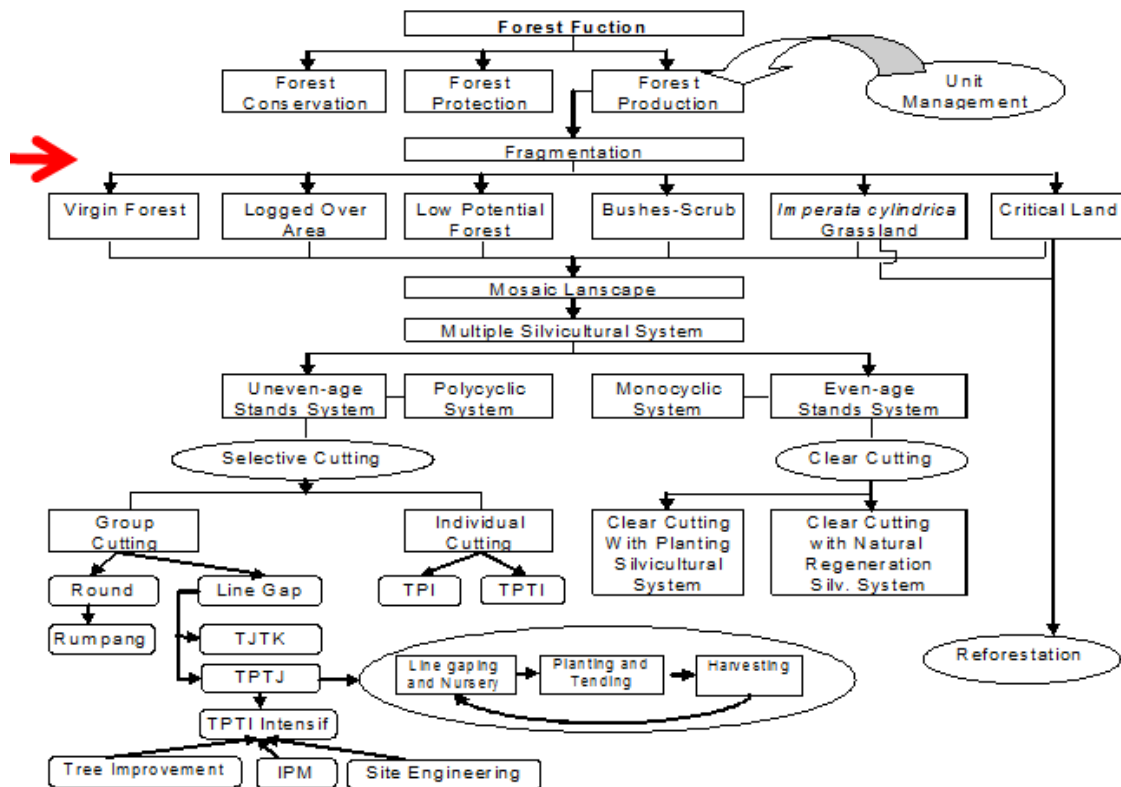 Forest Fuction
Forest
Conservation
Forest
Protection
Forest
Production
Unit
Management
Fragmentation
Virgin Forest
Logged Over
Area
Low Potential
Forest
Bushes-Scrub
Imperata cylindrica
Grassland
Critical Land
Mosaic Lanscape
Multiple Silvicultural System
Uneven-age
Stands System
Polycyclic
System
Monocyclic
System
Even-age
Stands System
Selective Cutting
Clear Cutting
Group
Cutting
Individual
Cutting
Clear Cutting
With Planting
Silvicultural
System
Clear Cutting
with Natural
Regeneration
Silv. System
Round
Line Gap
TPI
TPTI
Rumpang
TJTK
TPTJ
Line gaping
and Nursery
Planting and
Tending
Harvesting
Reforestation
TPTI Intensif
Tree Improvement
IPM
Site Engineering